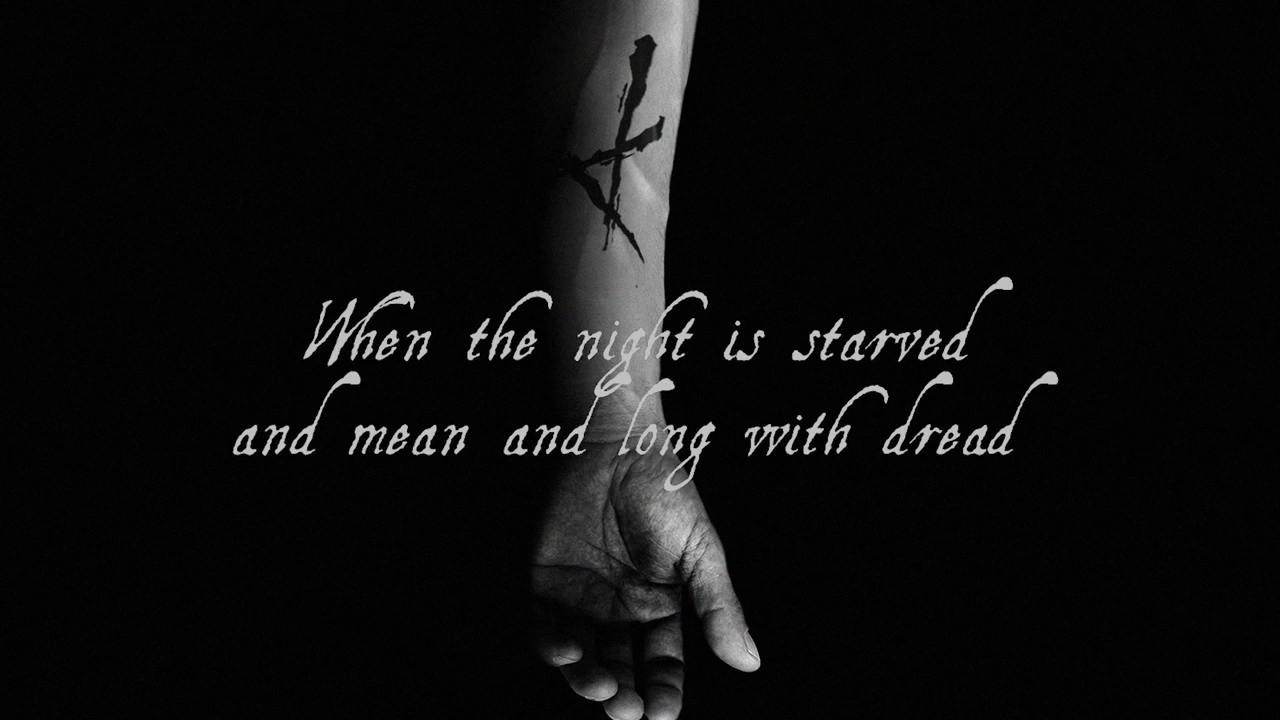 When the night is starved
and mean and long with dread